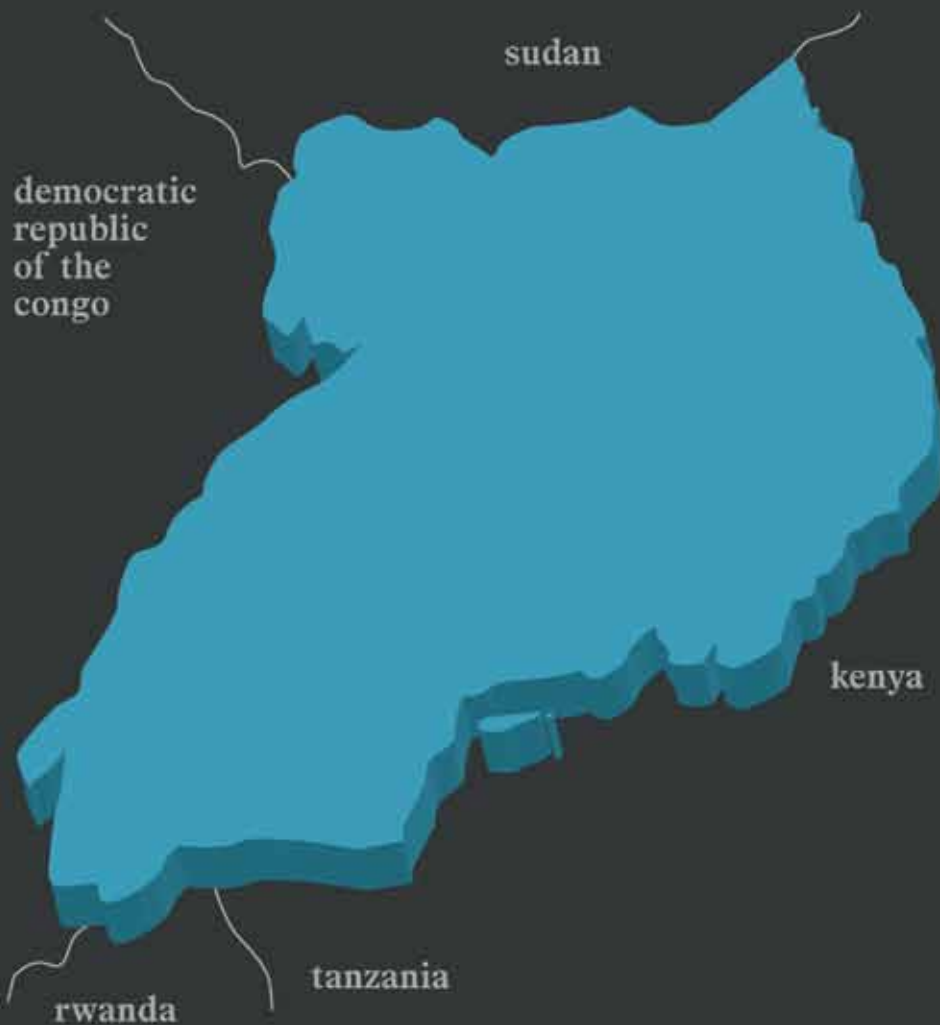 sudan
democratic
republic
of the
congo
kenya
tanzania
rwanda